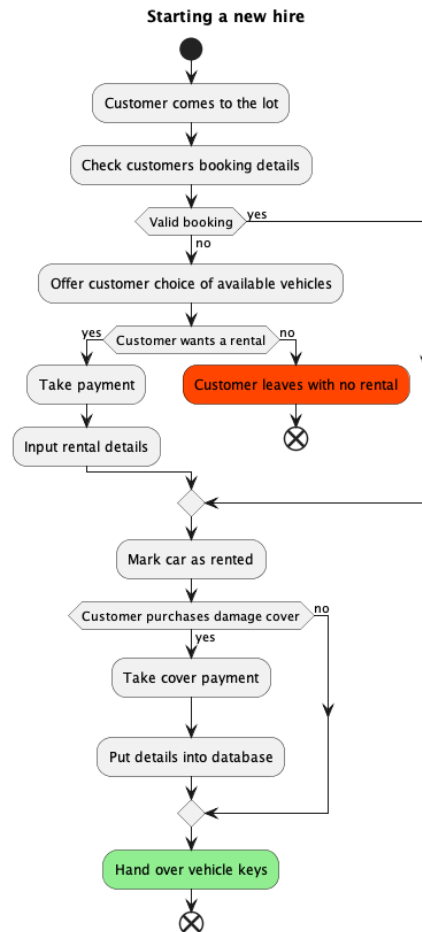 Starting a new hire
Customer comes to the lot
Check customers booking details
Valid booking
yes
no
Offer customer choice of available vehicles
yes
Customer wants a rental
no
Take payment
Customer leaves with no rental
Input rental details
Mark car as rented
Customer purchases damage cover
no
yes
Take cover payment
Put details into database
Hand over vehicle keys